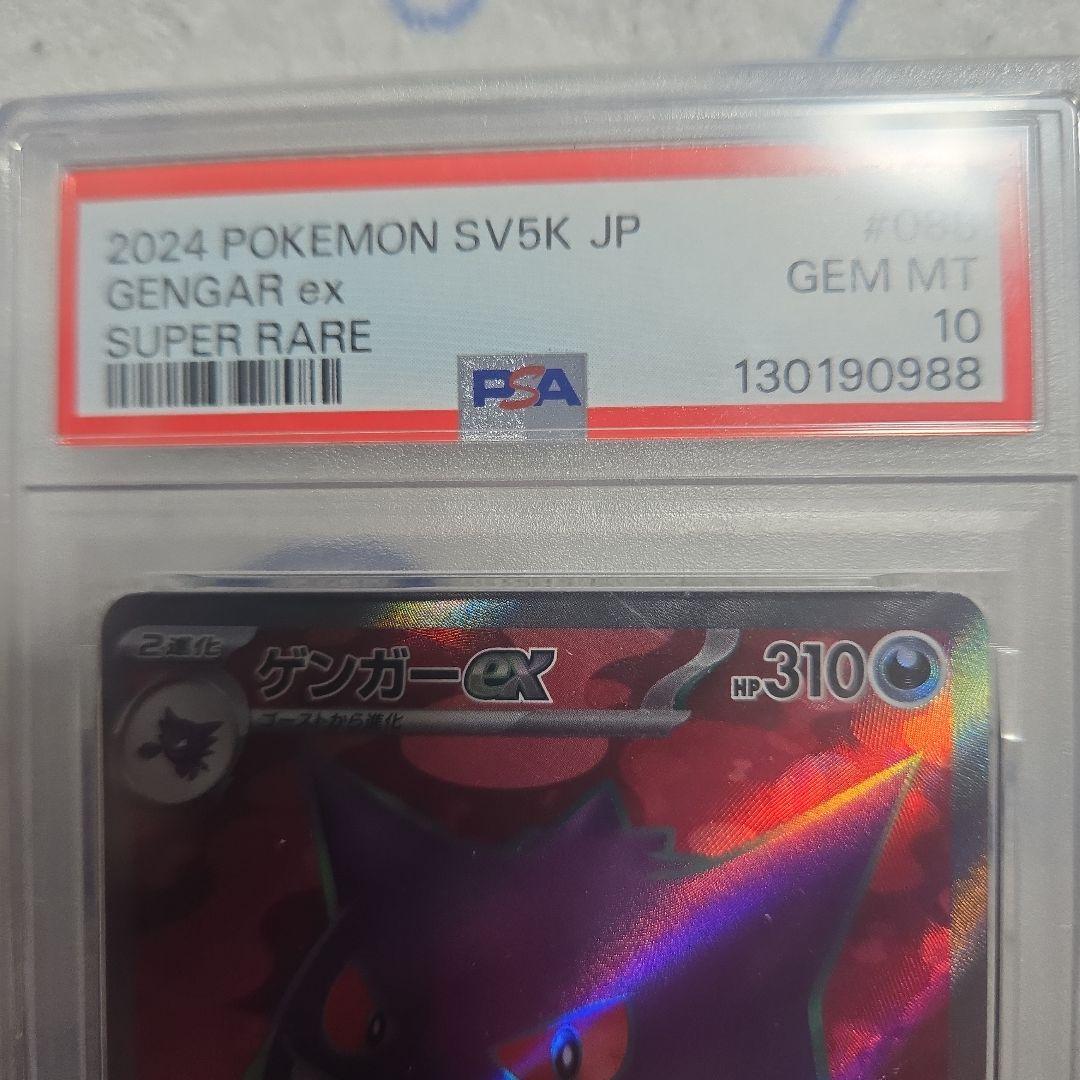 2024 POKEMON SV5K JP
GENGAR ex
SUPER RARE
GEM MT
10
130190988
PSA
2進化
ゲンガーex
HP310
ゴーストから進化